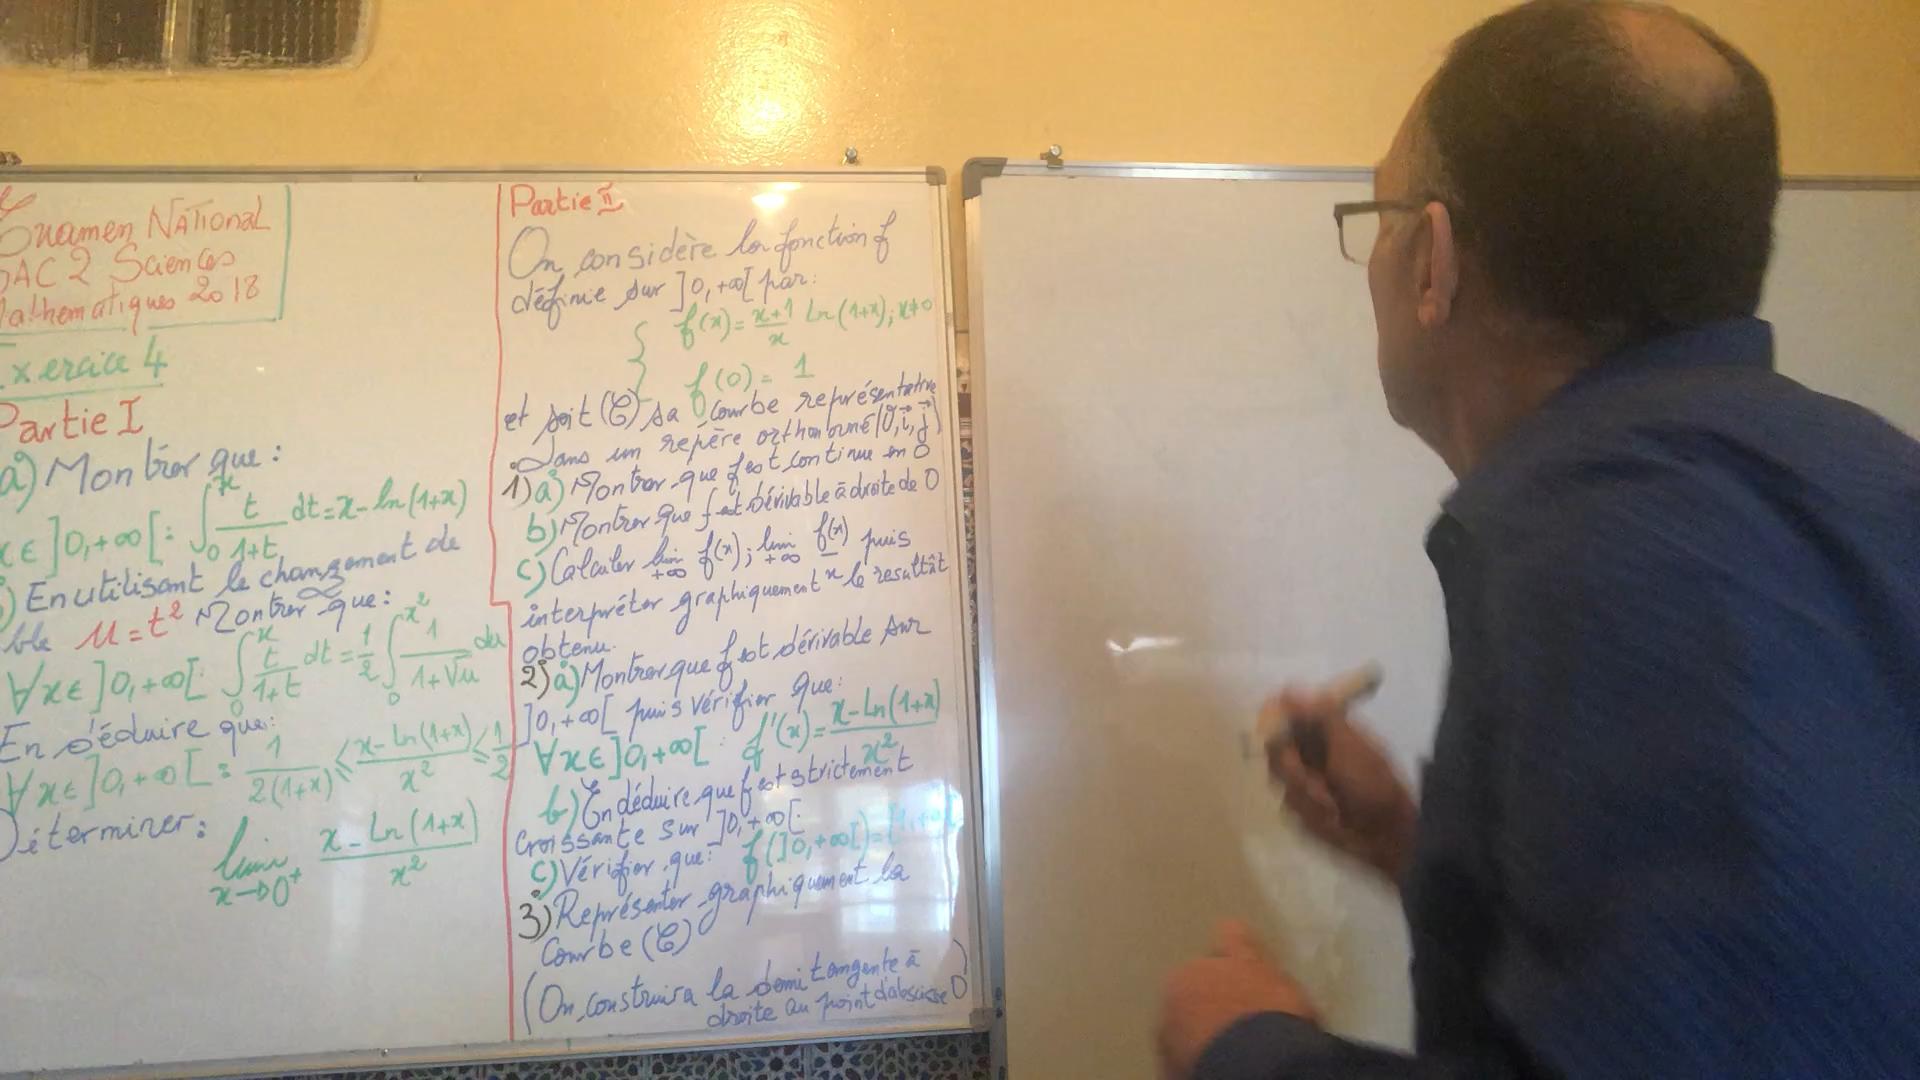 Examen NATional
BAC 2 Sciences
Mathematiques 2018
Exercice 4
Partie I
a) Montrer que:
x ∈ ]0,+∞[ : ∫₀ˣ t/(1+t) dt = x - ln(1+x)
) En utilisant le changement de
ble u = t² Montrer que:
∀x ∈ ]0,+∞[ : ∫₀ˣ t/(1+t) dt = 1/2 ∫₀^(x²) 1/(1+√u) du
En déduire que:
∀x ∈ ]0,+∞[ : 1/(2(1+x)) ≤ (x - ln(1+x))/x² ≤ 1/2
Déterminer:
lim x→0⁺ (x - Ln(1+x))/x²
Partie II
On considère la fonction f
définie sur ]0,+∞[ par:
{ f(x) = (x+1)/x Ln(1+x); x≠0
f(0) = 1
et soit (C) sa courbe représentative
Dans un repère orthonormé (0, i⃗, j⃗)
1) a) Montrer que f est continue en 0
b) Montrer que f est dérivable à droite de 0
c) Calculer lim +∞ f(x); lim +∞ f(x)/x puis
interpréter graphiquement le resultât
obtenu.
2) a) Montrer que f est dérivable sur
]0,+∞[ puis vérifier que:
∀x ∈ ]0,+∞[ : f'(x) = (x - Ln(1+x))/x²
b) En déduire que f est strictement
croissante sur ]0,+∞[.
c) Vérifier que: f(]0,+∞[) = ]1,+∞[
3) Représenter graphiquement la
Courbe (C)
(On construira la demi tangente à
droite au point d'abscisse 0)